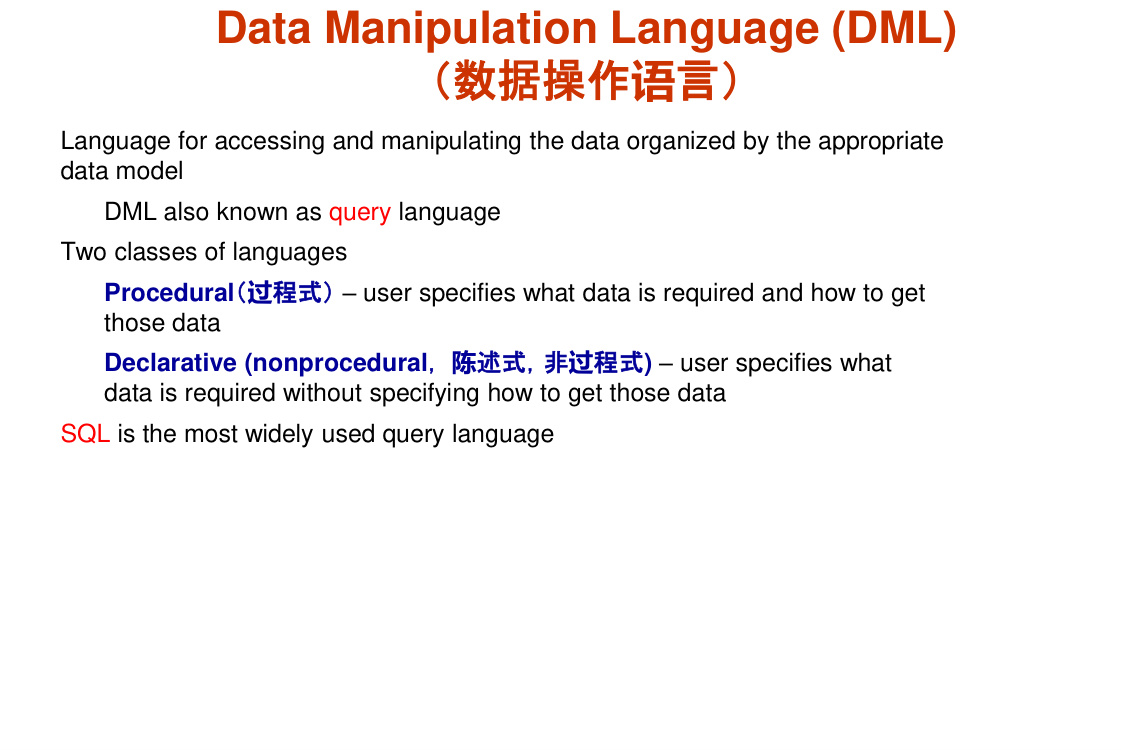 Data Manipulation Language (DML)
（数据操作语言）
Language for accessing and manipulating the data organized by the appropriate
data model
DML also known as query language
Two classes of languages
Procedural（过程式） – user specifies what data is required and how to get
those data
Declarative (nonprocedural， 陈述式，非过程式) – user specifies what
data is required without specifying how to get those data
SQL is the most widely used query language